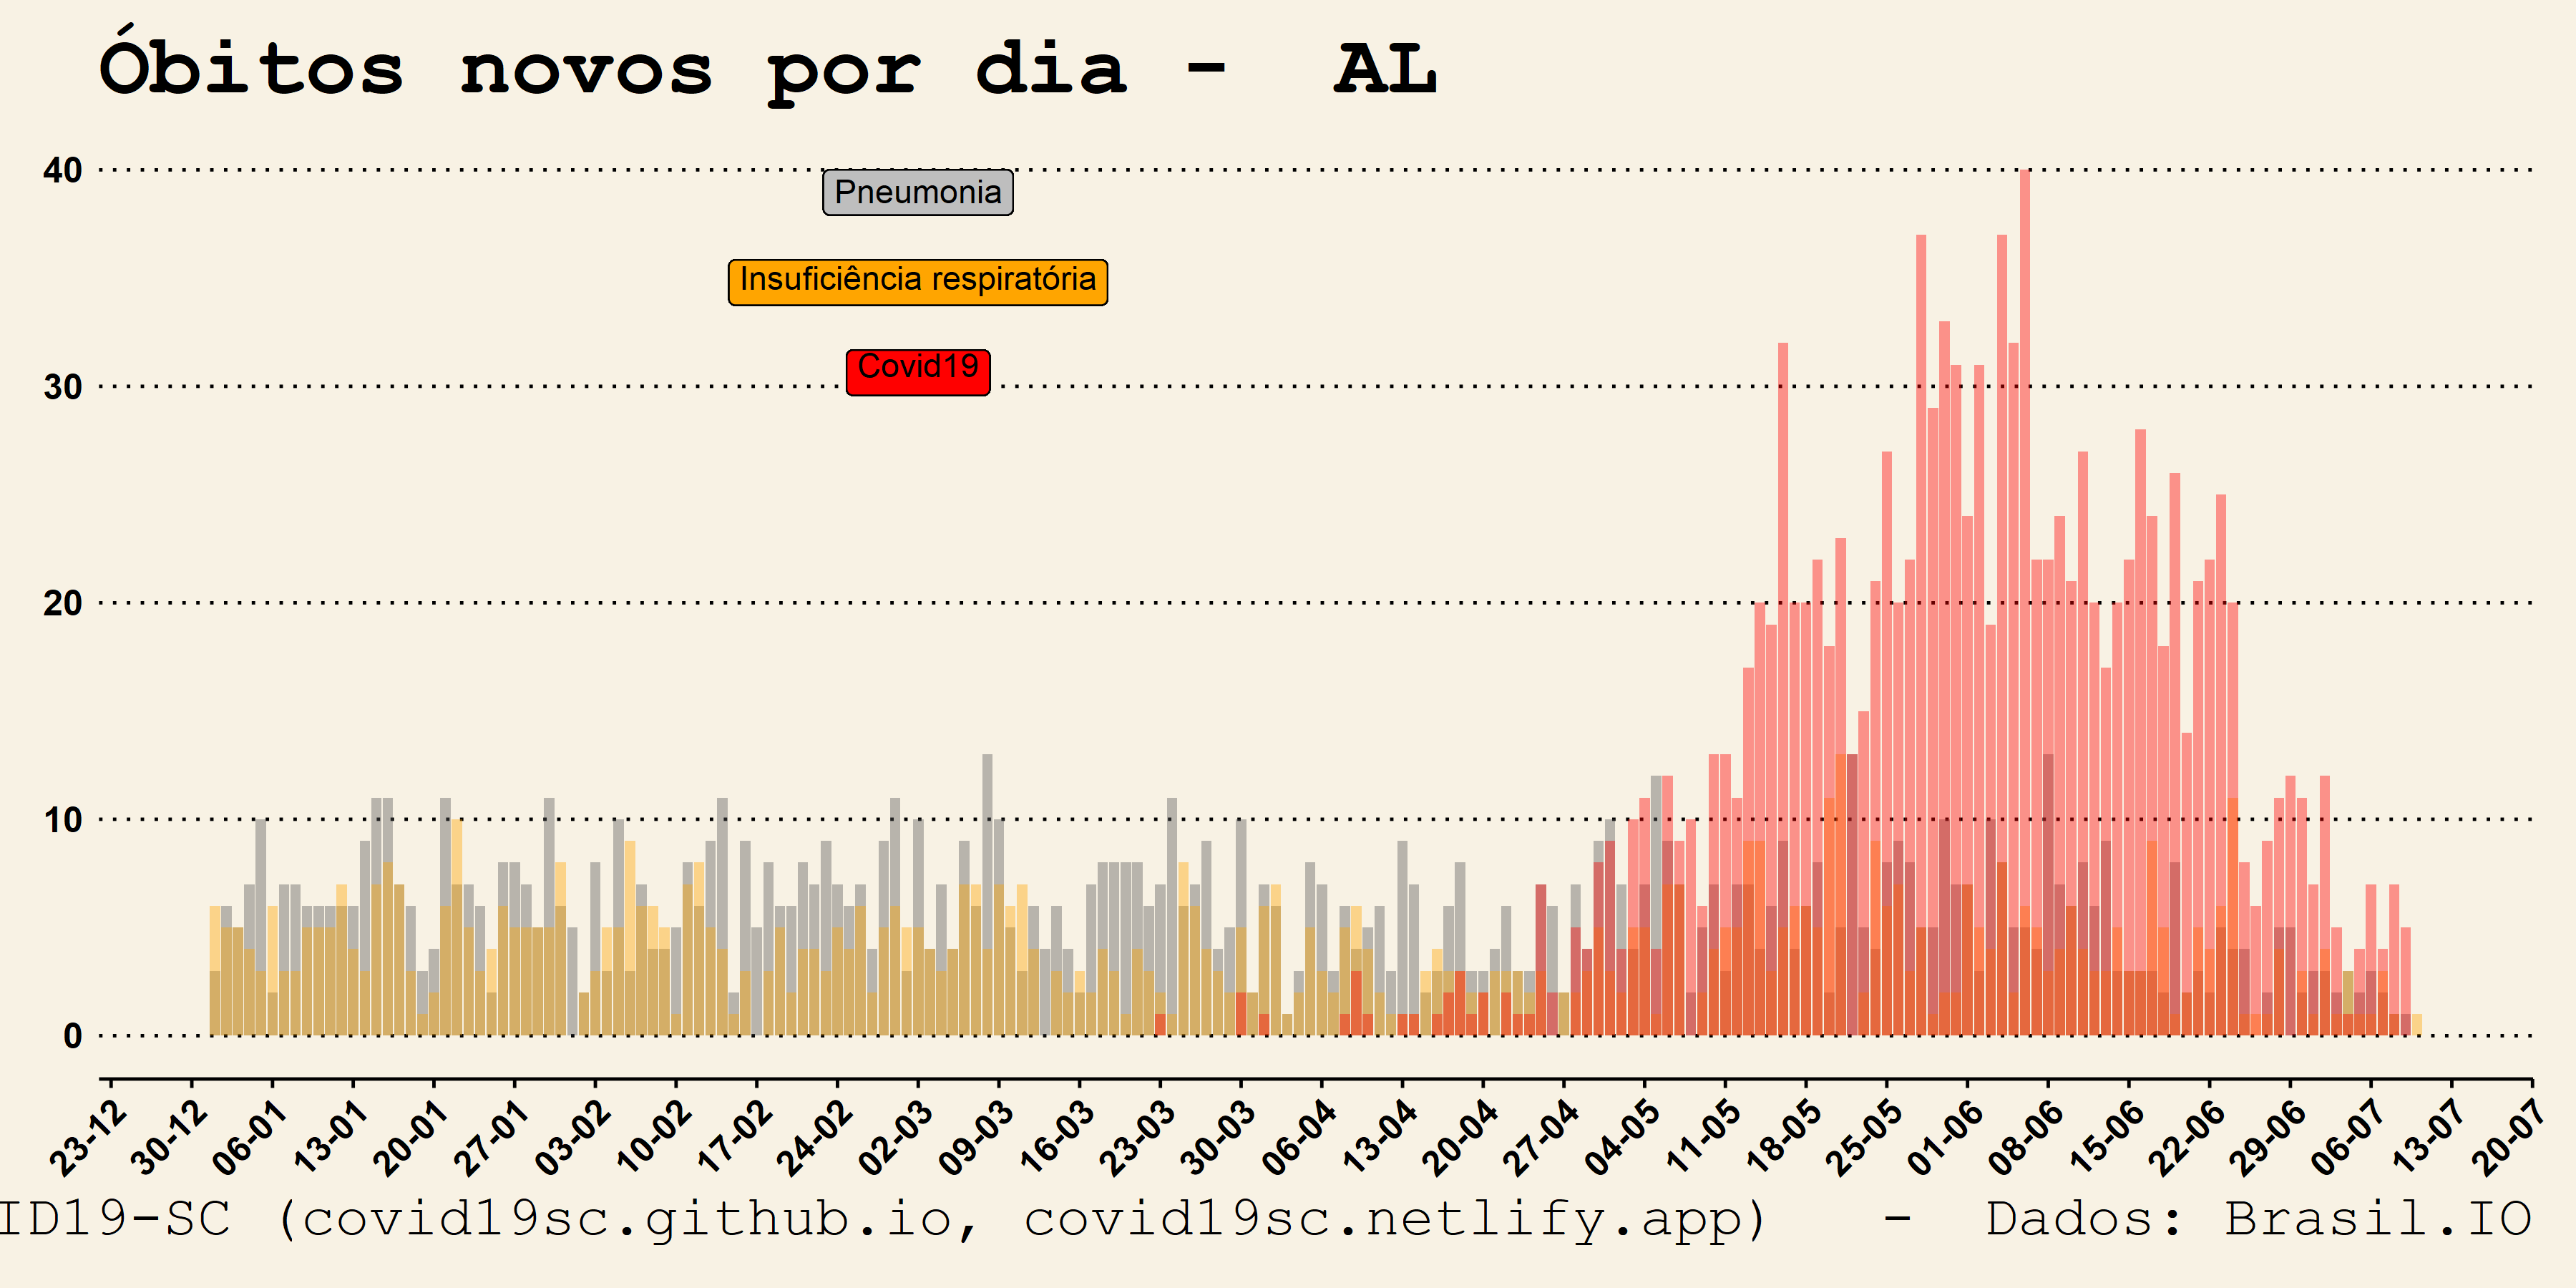 Óbitos novos por dia - AL
40
Pneumonia
Insuficiência respiratória
Covid19
30
20
10
0
23-12 30-12 06-01 13-01 20-01 27-01 03-02 10-02 17-02 24-02 02-03 09-03 16-03 23-03 30-03 06-04 13-04 20-04 27-04 04-05 11-05 18-05 25-05 01-06 08-06 15-06 22-06 29-06 06-07 13-07 20-07
ID19-SC (covid19sc.github.io, covid19sc.netlify.app) - Dados: Brasil.IO